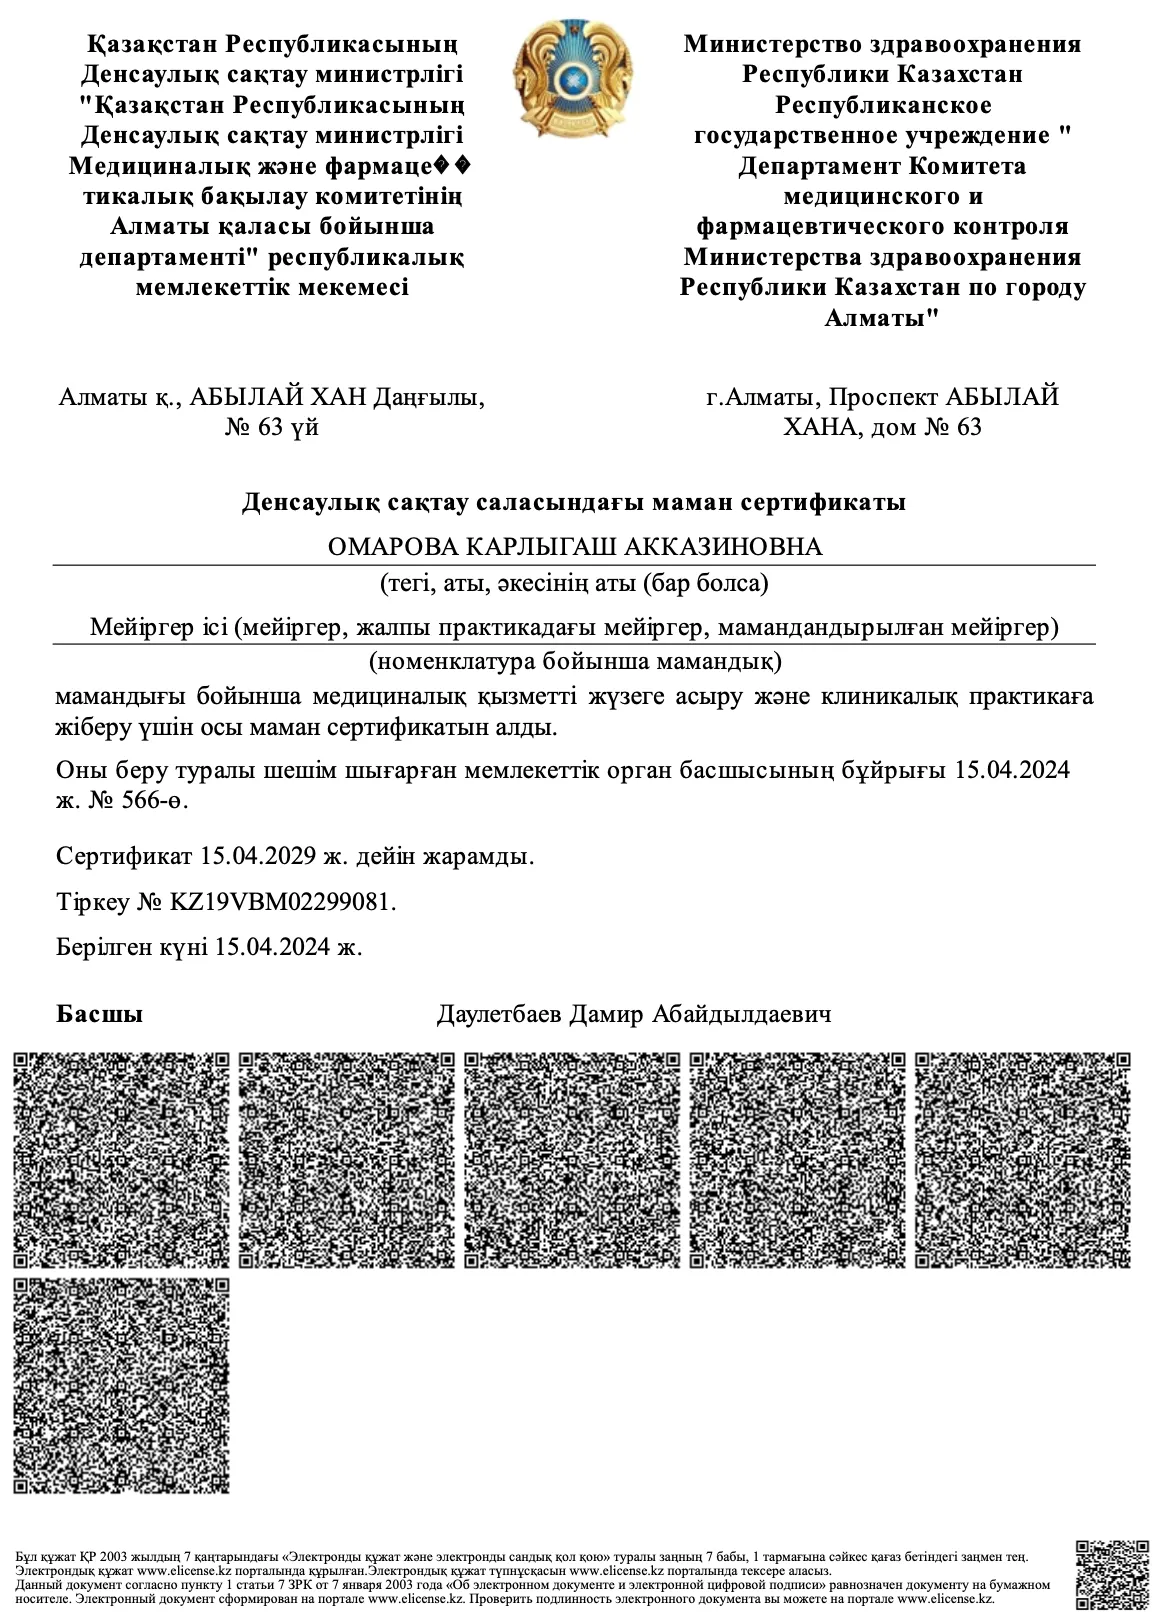 Қазақстан Республикасының
Денсаулық сақтау министрлігі
"Қазақстан Республикасының
Денсаулық сақтау министрлігі
Медициналық және фармаце��
тикалық бақылау комитетінің
Алматы қаласы бойынша
департаменті" республикалық
мемлекеттік мекемесі
Министерство здравоохранения
Республики Казахстан
Республиканское
государственное учреждение "
Департамент Комитета
медицинского и
фармацевтического контроля
Министерства здравоохранения
Республики Казахстан по городу
Алматы"
Алматы қ., АБЫЛАЙ ХАН Даңғылы,
№ 63 үй
г.Алматы, Проспект АБЫЛАЙ
ХАНА, дом № 63
Денсаулық сақтау саласындағы маман сертификаты
ОМАРОВА КАРЛЫГАШ АККАЗИНОВНА
(тегі, аты, әкесінің аты (бар болса)
Мейіргер ісі (мейіргер, жалпы практикадағы мейіргер, мамандандырылған мейіргер)
(номенклатура бойынша мамандық)
мамандығы бойынша медициналық қызметті жүзеге асыру және клиникалық практикаға
жіберу үшін осы маман сертификатын алды.
Оны беру туралы шешім шығарған мемлекеттік орган басшысының бұйрығы 15.04.2024
ж. № 566-ө.
Сертификат 15.04.2029 ж. дейін жарамды.
Тіркеу № KZ19VBM02299081.
Берілген күні 15.04.2024 ж.
Басшы Даулетбаев Дамир Абайдылдаевич
Бұл құжат ҚР 2003 жылдың 7 қаңтарындағы «Электронды құжат және электронды сандық қол қою» туралы заңның 7 бабы, 1 тармағына сәйкес қағаз бетіндегі заңмен тең.
Электрондық құжат www.elicense.kz порталында құрылған.Электрондық құжат түпнұсқасын www.elicense.kz порталында тексере аласыз.
Данный документ согласно пункту 1 статьи 7 ЗРК от 7 января 2003 года «Об электронном документе и электронной цифровой подписи» равнозначен документу на бумажном
носителе. Электронный документ сформирован на портале www.elicense.kz. Проверить подлинность электронного документа вы можете на портале www.elicense.kz.